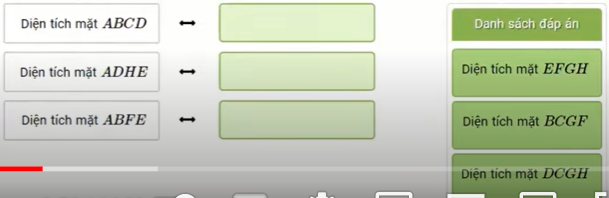 Diện tích mặt ABCD
Danh sách đáp án
Diện tích mặt ADHE
Diện tích mặt EFGH
Diện tích mặt ABFE
Diện tích mặt BCGF
Diện tích mặt DCGH